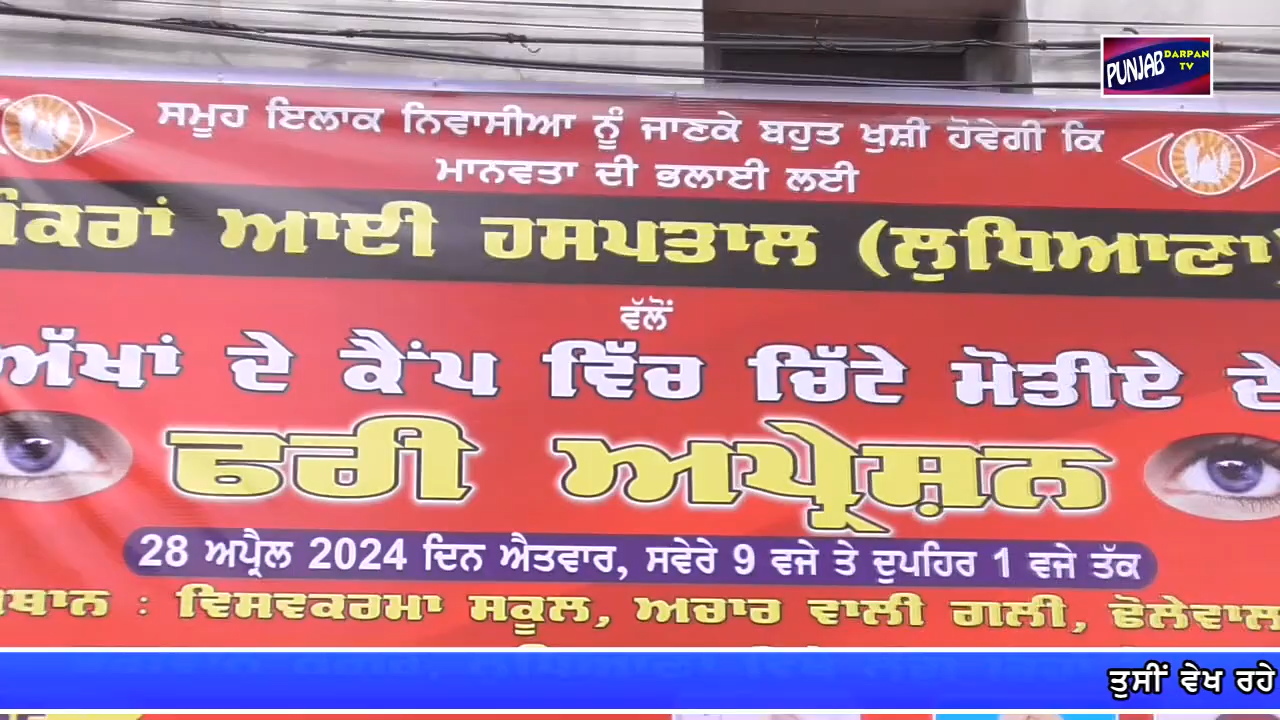 PUNJAB DARPAN TV
ਸਮੂਹ ਇਲਾਕ ਨਿਵਾਸੀਆ ਨੂੰ ਜਾਣਕੇ ਬਹੁਤ ਖੁਸ਼ੀ ਹੋਵੇਗੀ ਕਿ
ਮਾਨਵਤਾ ਦੀ ਭਲਾਈ ਲਈ
ਆਈ ਹਸਪਤਾਲ (ਲੁਧਿਆਣਾ)
ਵੱਲੋਂ
ਅੱਖਾਂ ਦੇ ਕੈਂਪ ਵਿੱਚ ਚਿੱਟੇ ਮੋਤੀਏ ਦੇ
ਫਰੀ ਅਪ੍ਰੇਸ਼ਨ
28 ਅਪ੍ਰੈਲ 2024 ਦਿਨ ਐਤਵਾਰ, ਸਵੇਰੇ 9 ਵਜੇ ਤੇ ਦੁਪਹਿਰ 1 ਵਜੇ ਤੱਕ
: ਵਿਸਵਕਰਮਾ ਸਕੂਲ, ਅਚਾਰ ਵਾਲੀ ਗਲੀ, ਢੋਲੇਵਾਲ
ਤੁਸੀਂ ਵੇਖ ਰਹੇ